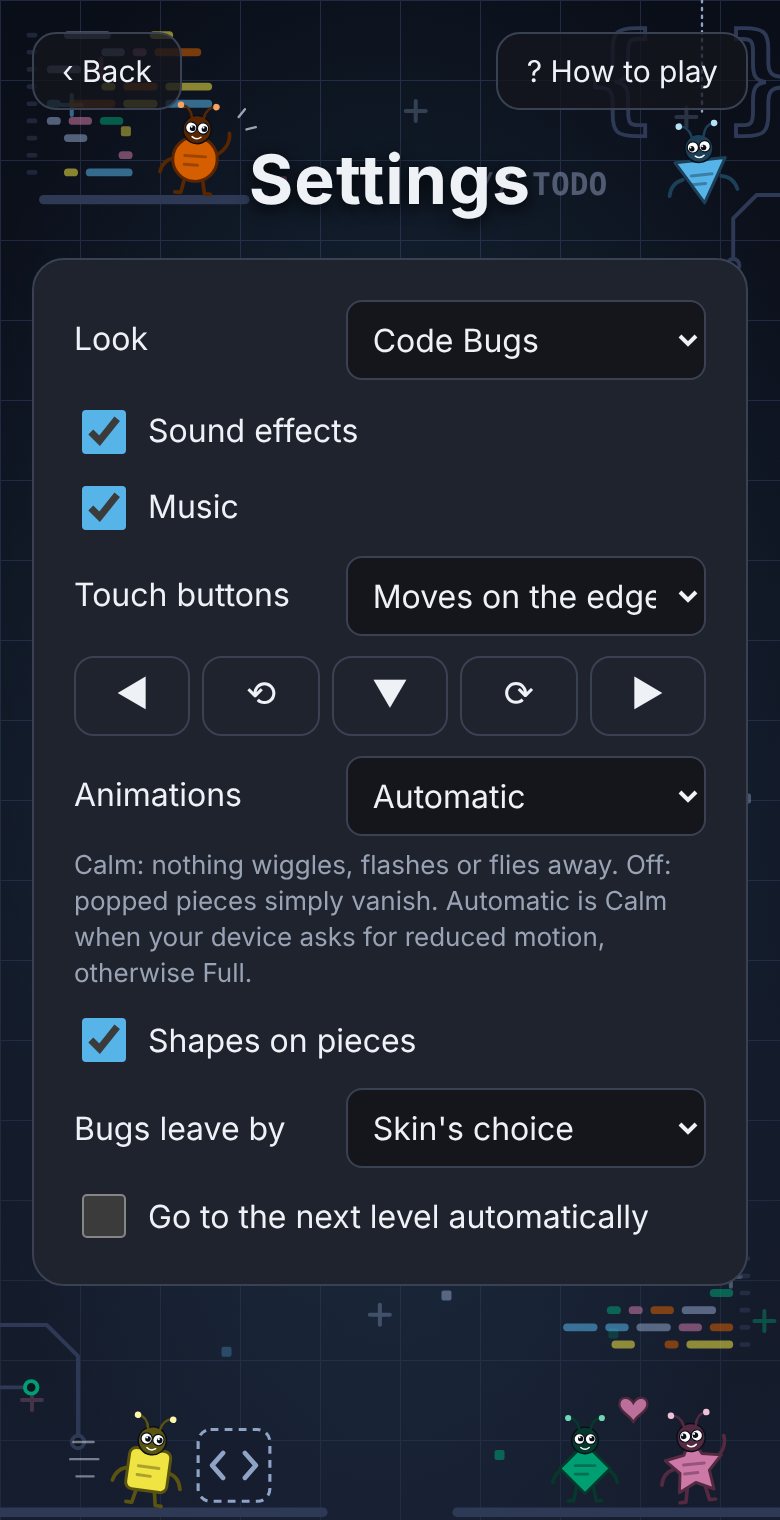 ‹ Back
? How to play
Settings
TODO
Look
Code Bugs
Sound effects
Music
Touch buttons
Moves on the edge
Animations
Automatic
Calm: nothing wiggles, flashes or flies away. Off:
popped pieces simply vanish. Automatic is Calm
when your device asks for reduced motion,
otherwise Full.
Shapes on pieces
Bugs leave by
Skin's choice
Go to the next level automatically